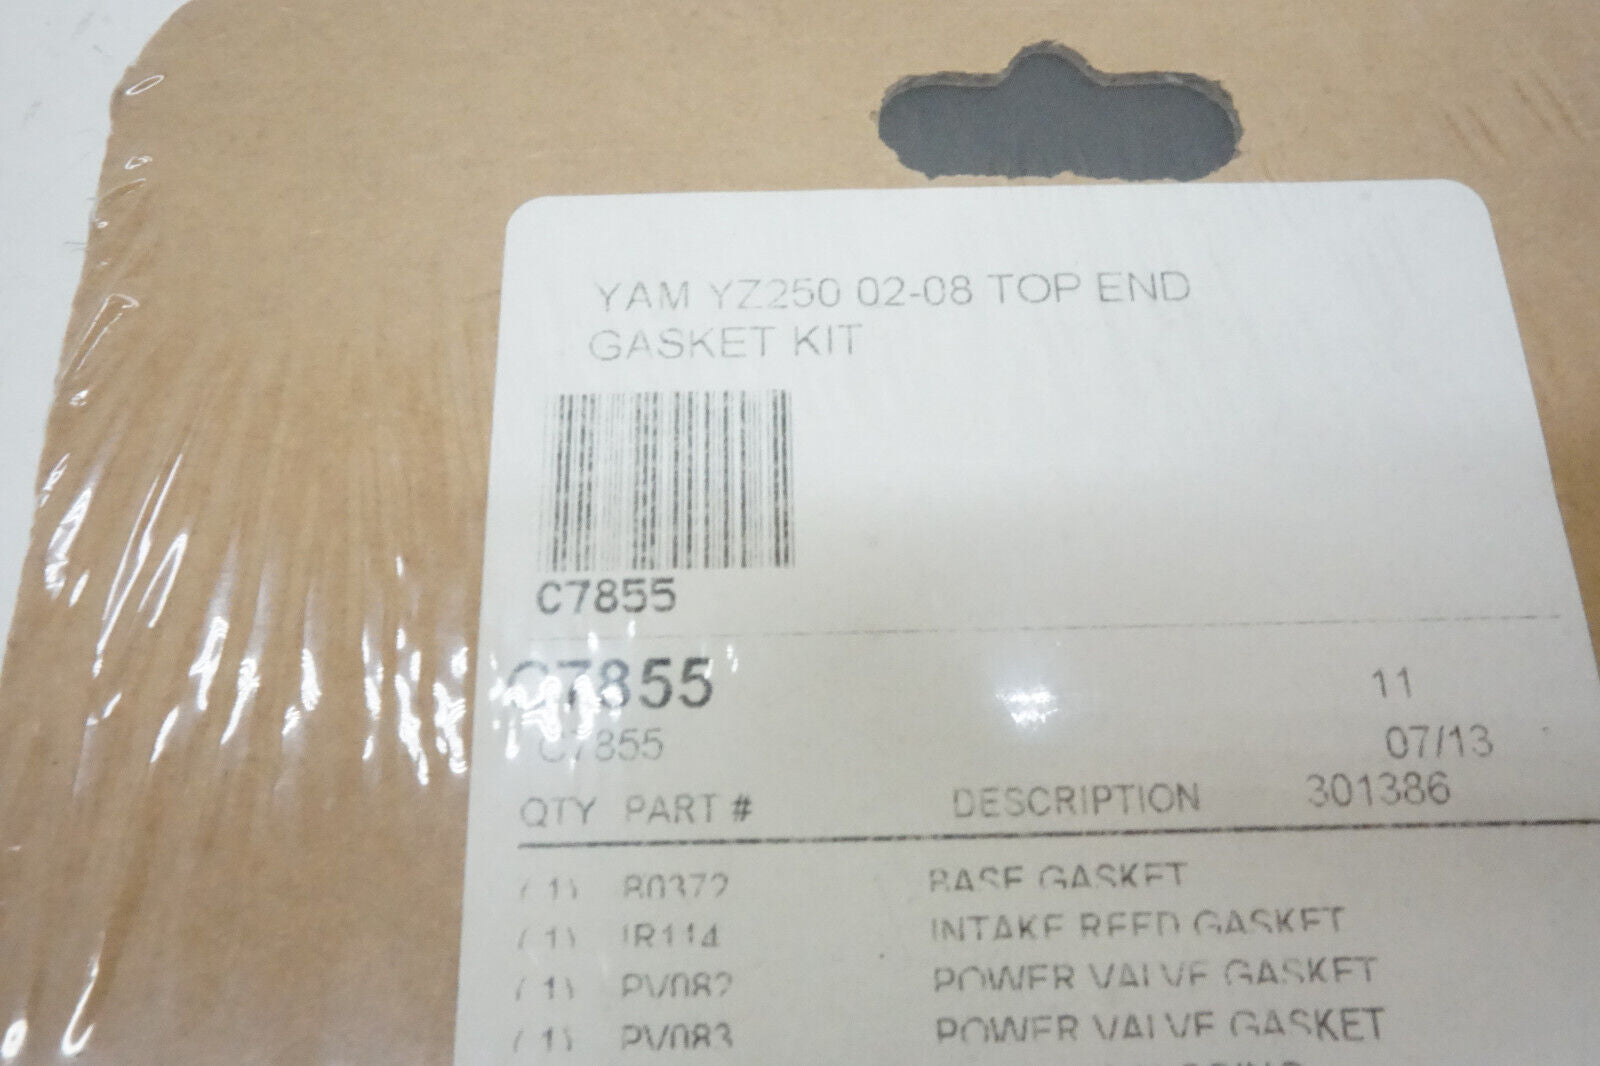 YAM YZ250 02-08 TOP END
GASKET KIT
C7855
C7855 11
C7855 07/13
QTY PART # DESCRIPTION 301386
( 1) B0372 BASE GASKET
( 1) IR114 INTAKE REED GASKET
( 1) PV082 POWER VALVE GASKET
( 1) PV083 POWER VALVE GASKET